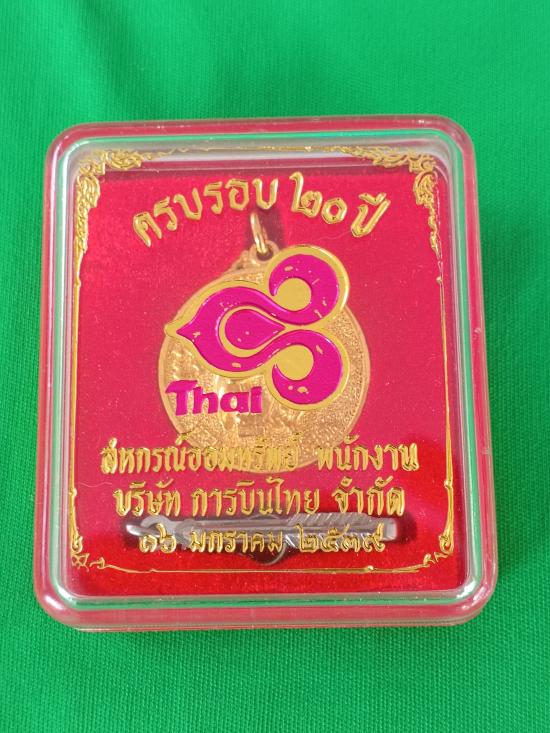 ครบรอบ ๒๐ ปี
Thai
สหกรณ์ออมทรัพย์ พนักงาน
บริษัท การบินไทย จำกัด
๑๖ มกราคม ๒๕๓๙